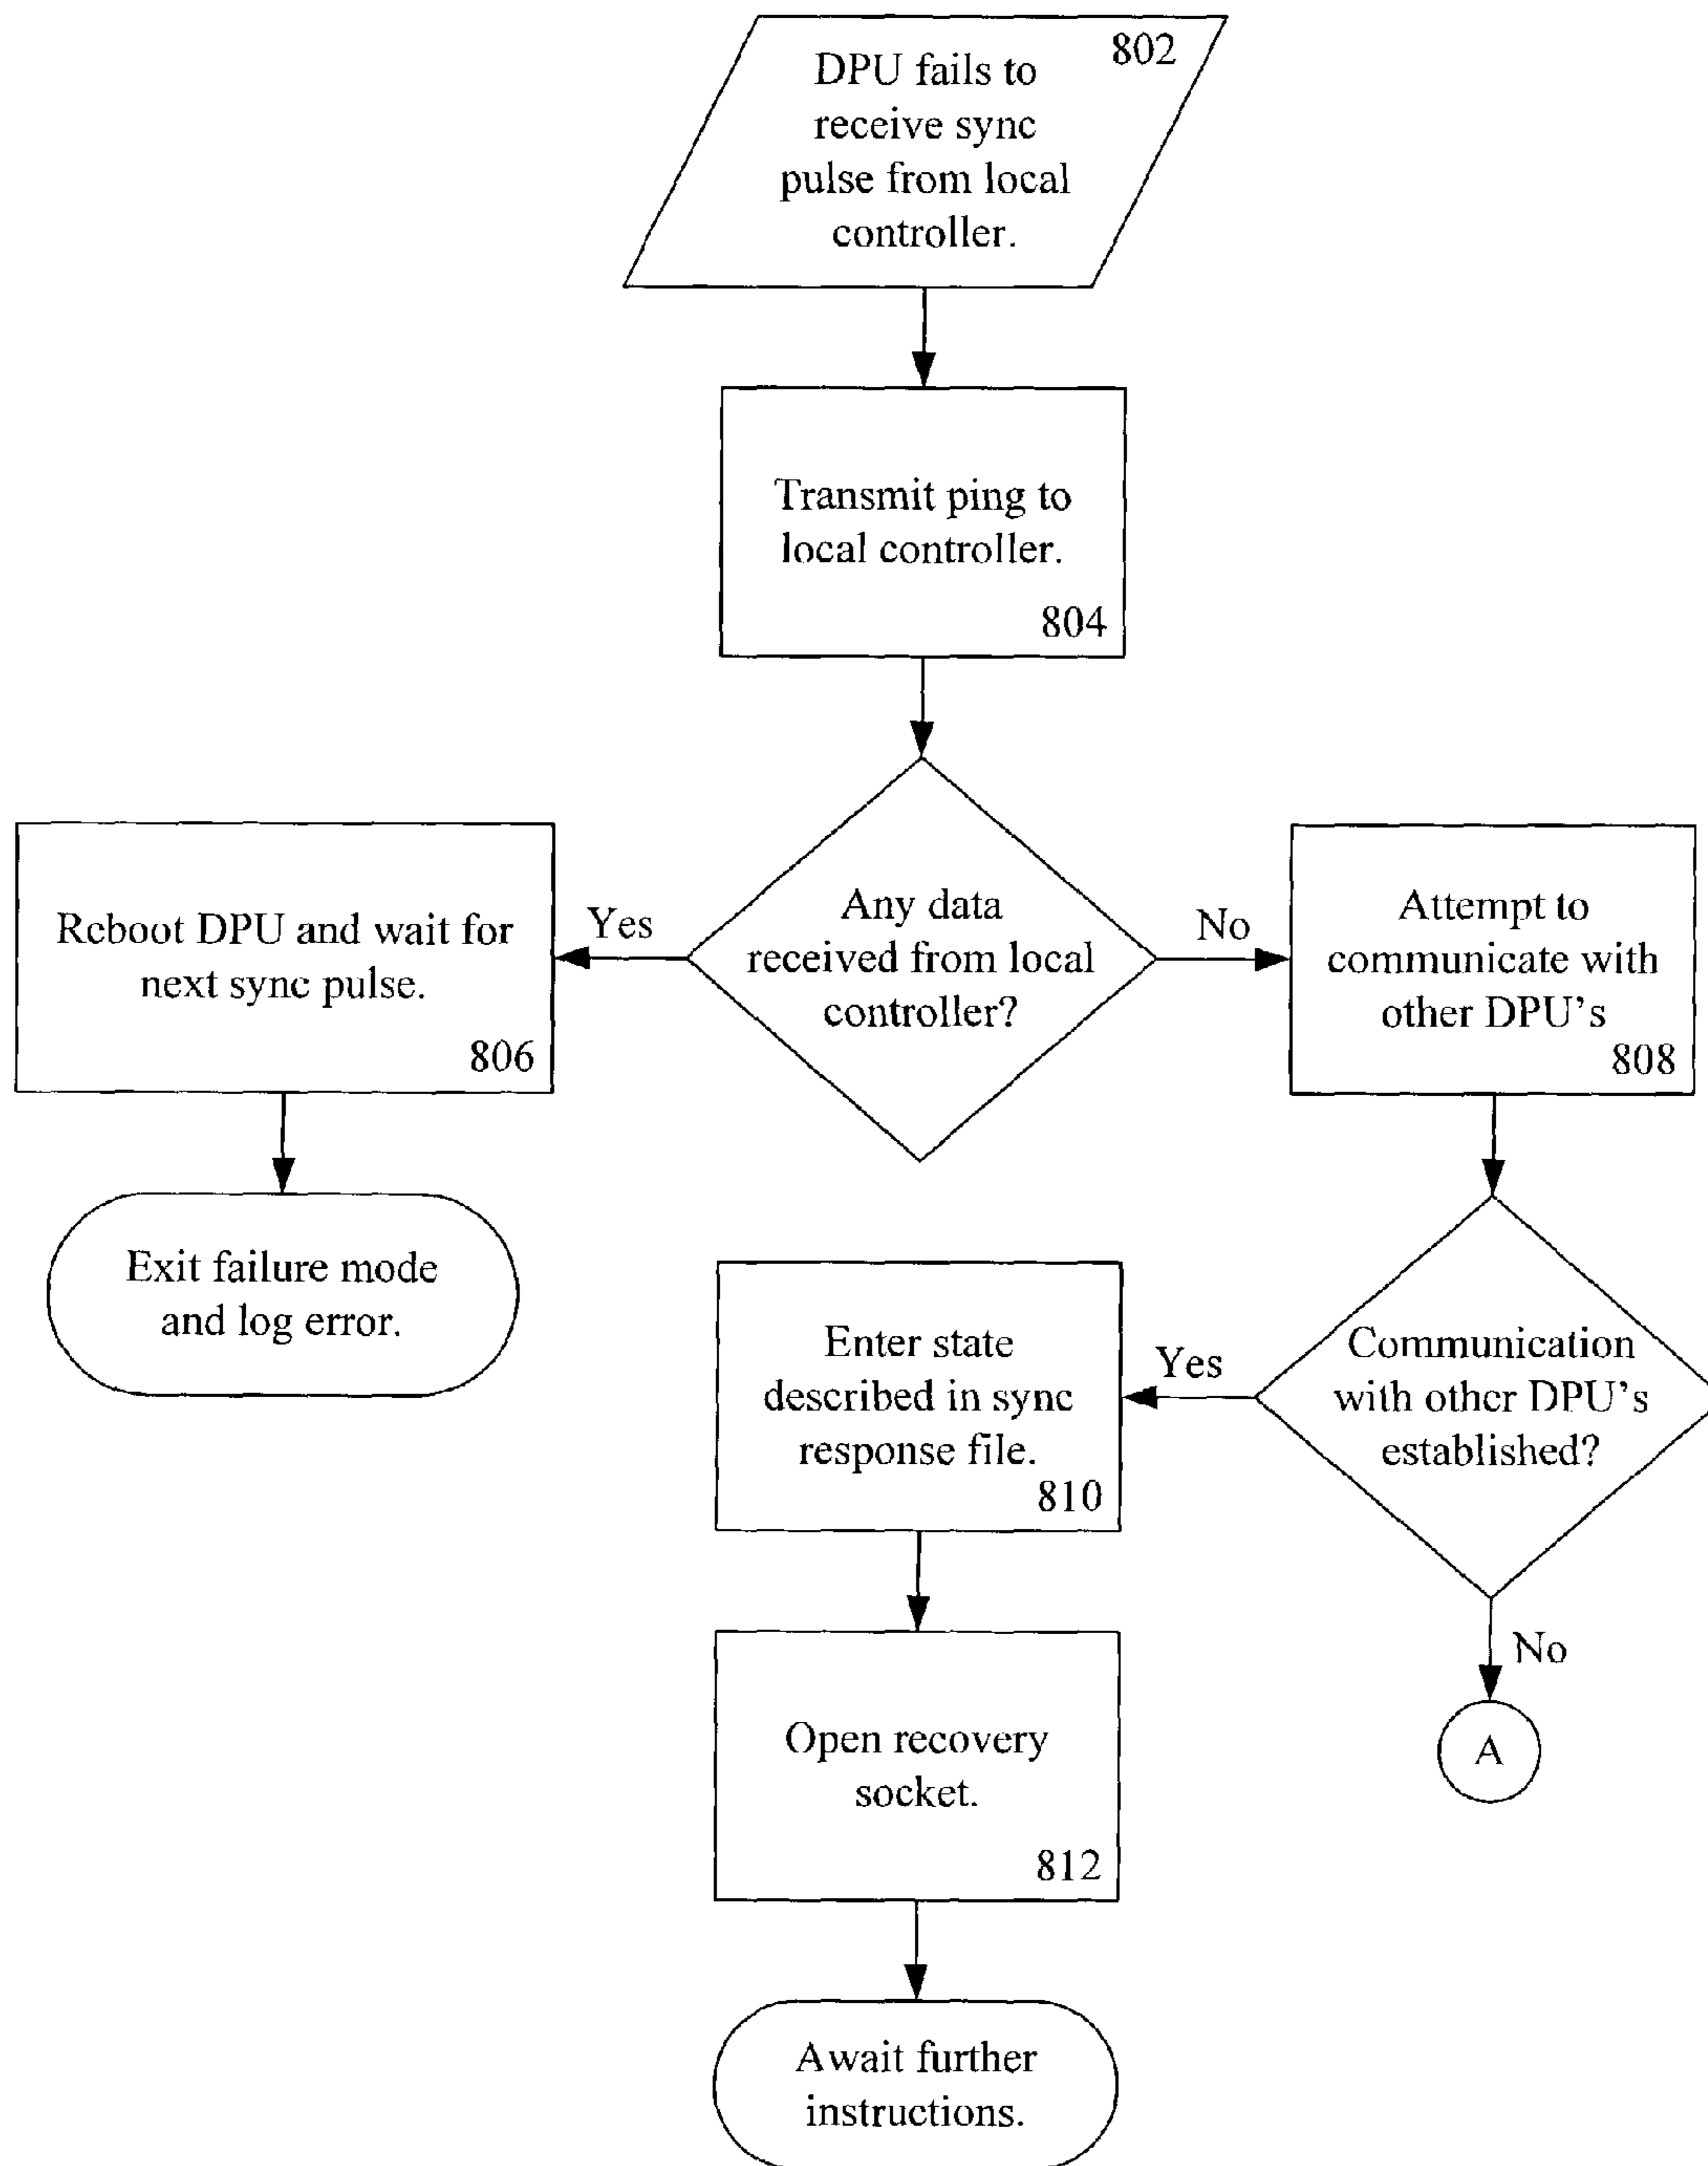 802
DPU fails to
receive sync
pulse from local
controller.
Transmit ping to
local controller.
804
Any data
received from local
controller?
Yes
No
Reboot DPU and wait for
next sync pulse.
806
Attempt to
communicate with
other DPU's
808
Exit failure mode
and log error.
Communication
with other DPU's
established?
Yes
No
Enter state
described in sync
response file.
810
Open recovery
socket.
812
A
Await further
instructions.